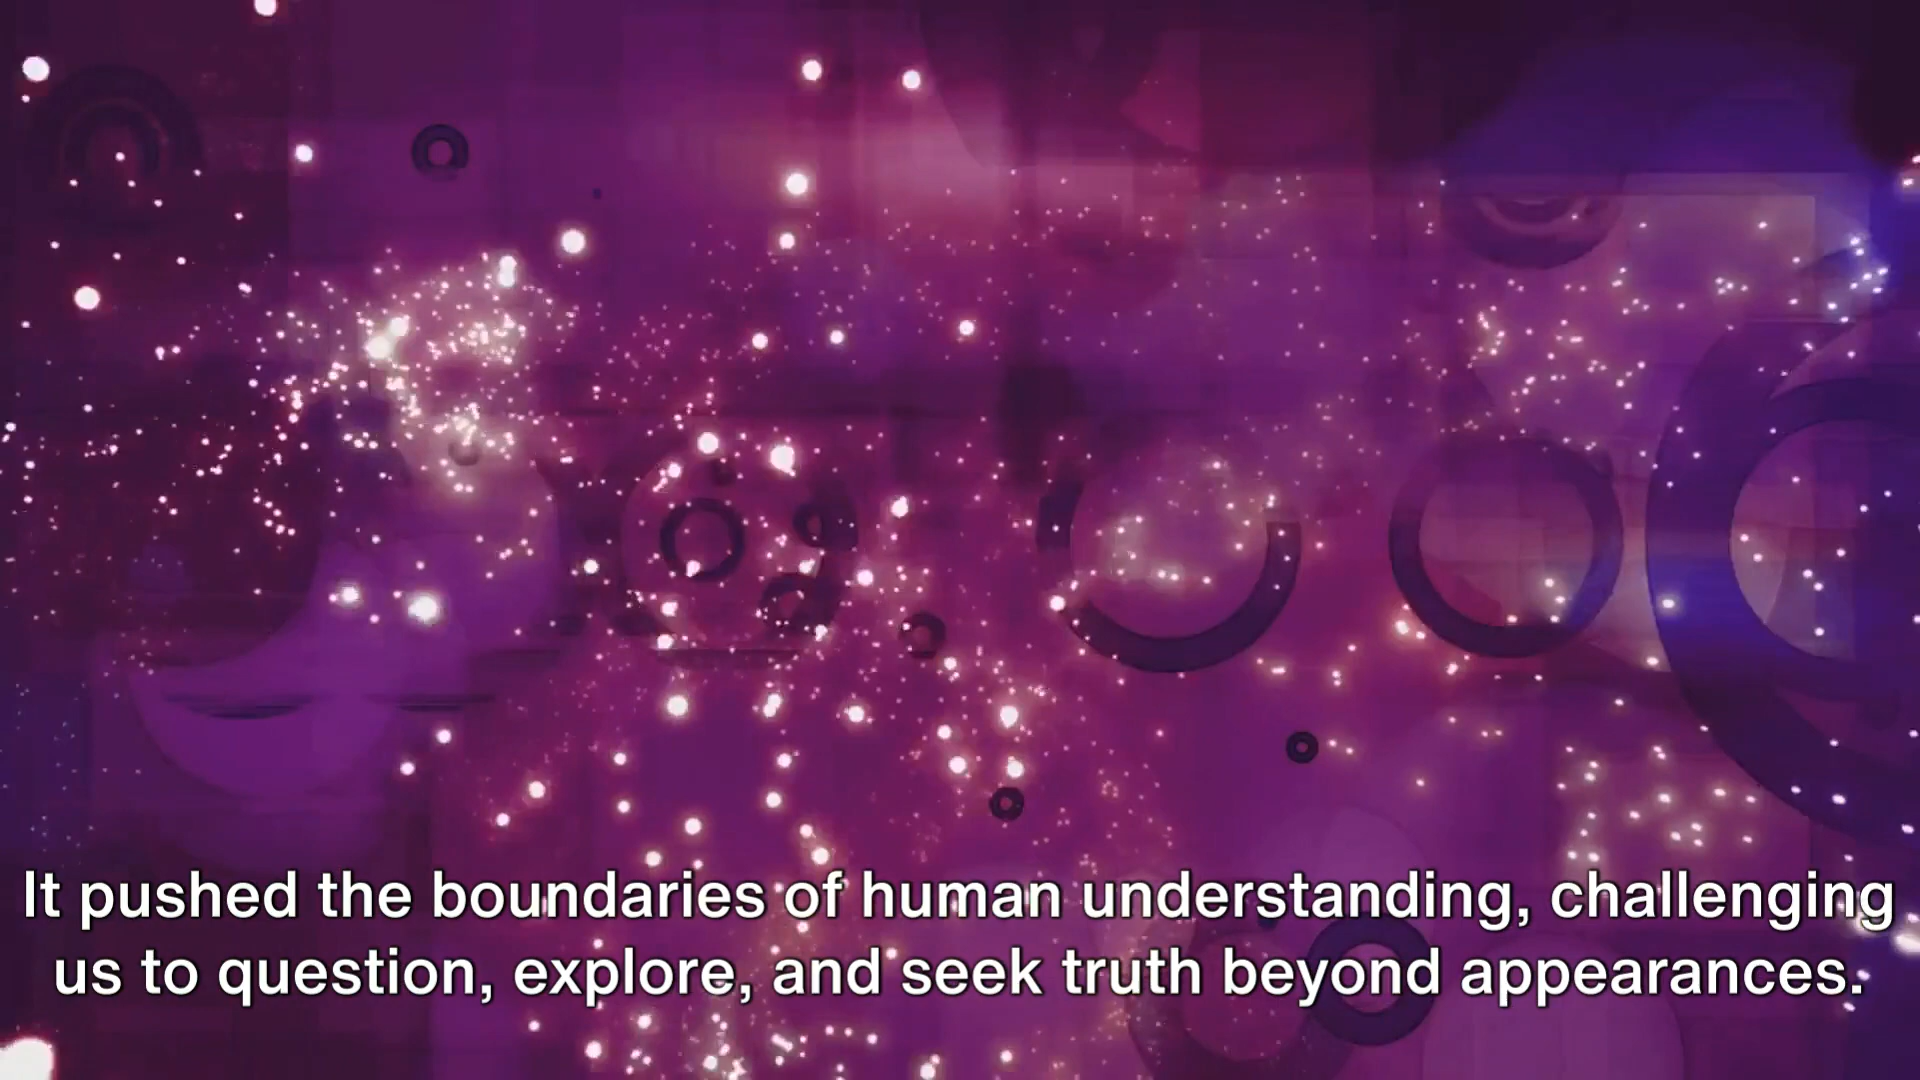 It pushed the boundaries of human understanding, challenging
us to question, explore, and seek truth beyond appearances.